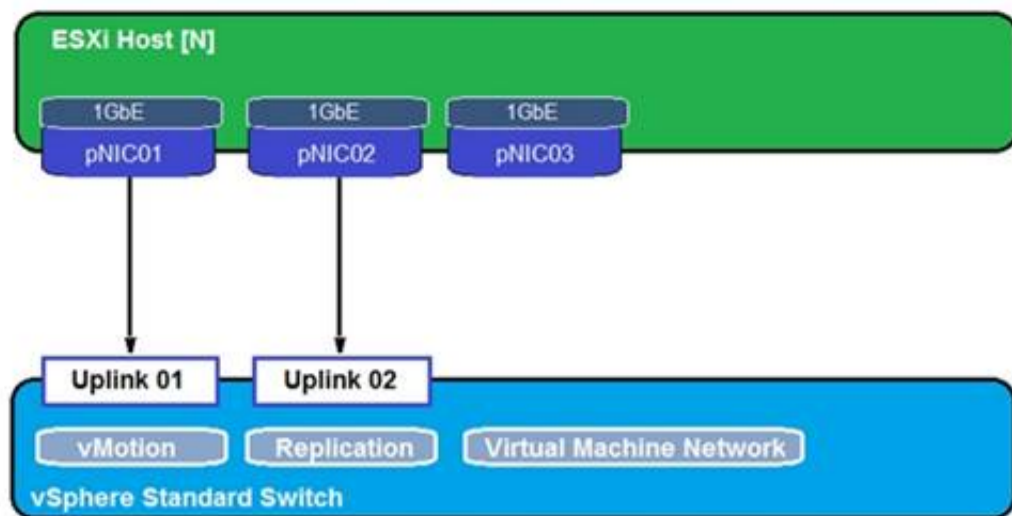 ESXi Host [N]
1GbE 1GbE 1GbE
pNIC01 pNIC02 pNIC03
Uplink 01 Uplink 02
vMotion Replication Virtual Machine Network
vSphere Standard Switch